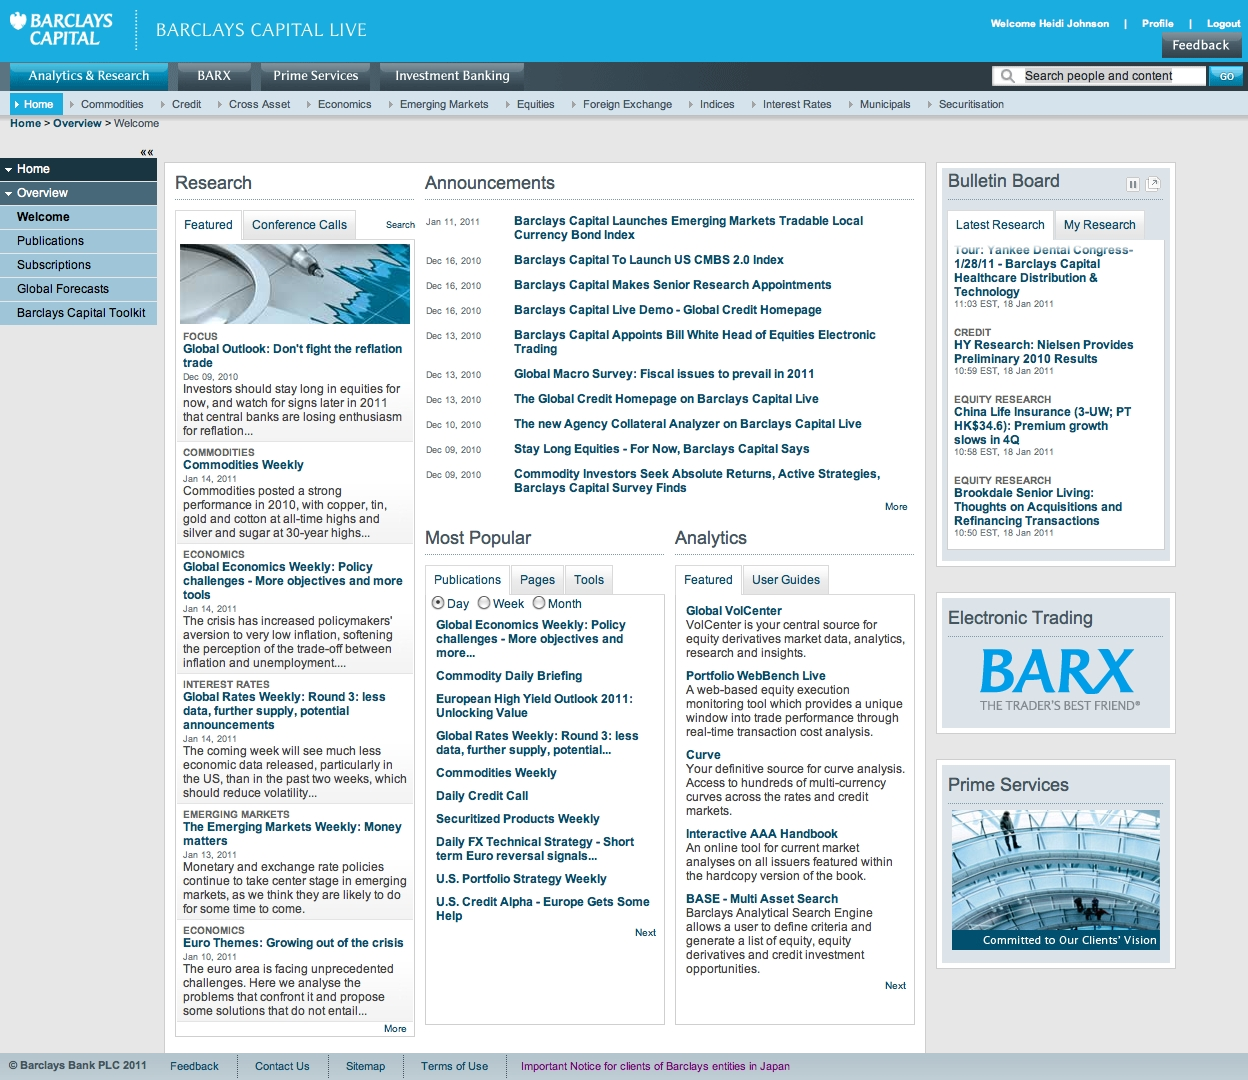 BARCLAYS
CAPITAL
BARCLAYS CAPITAL LIVE
Welcome Heidi Johnson | Profile | Logout
Feedback
Analytics & Research
BARX
Prime Services
Investment Banking
Search people and content
GO
Home
Commodities
Credit
Cross Asset
Economics
Emerging Markets
Equities
Foreign Exchange
Indices
Interest Rates
Municipals
Securitisation
Home > Overview > Welcome
««
Home
Overview
Welcome
Publications
Subscriptions
Global Forecasts
Barclays Capital Toolkit
Research
Featured
Conference Calls
Search
FOCUS
Global Outlook: Don't fight the reflation
trade
Dec 09, 2010
Investors should stay long in equities for
now, and watch for signs later in 2011
that central banks are losing enthusiasm
for reflation...
COMMODITIES
Commodities Weekly
Jan 14, 2011
Commodities posted a strong
performance in 2010, with copper, tin,
gold and cotton at all-time highs and
silver and sugar at 30-year highs...
ECONOMICS
Global Economics Weekly: Policy
challenges - More objectives and more
tools
Jan 14, 2011
The crisis has increased policymakers'
aversion to very low inflation, softening
the perception of the trade-off between
inflation and unemployment....
INTEREST RATES
Global Rates Weekly: Round 3: less
data, further supply, potential
announcements
Jan 14, 2011
The coming week will see much less
economic data released, particularly in
the US, than in the past two weeks, which
should reduce volatility...
EMERGING MARKETS
The Emerging Markets Weekly: Money
matters
Jan 13, 2011
Monetary and exchange rate policies
continue to take center stage in emerging
markets, as we think they are likely to do
for some time to come.
ECONOMICS
Euro Themes: Growing out of the crisis
Jan 10, 2011
The euro area is facing unprecedented
challenges. Here we analyse the
problems that confront it and propose
some solutions that do not entail...
More
Announcements
Jan 11, 2011 Barclays Capital Launches Emerging Markets Tradable Local
Currency Bond Index
Dec 16, 2010 Barclays Capital To Launch US CMBS 2.0 Index
Dec 16, 2010 Barclays Capital Makes Senior Research Appointments
Dec 16, 2010 Barclays Capital Live Demo - Global Credit Homepage
Dec 13, 2010 Barclays Capital Appoints Bill White Head of Equities Electronic
Trading
Dec 13, 2010 Global Macro Survey: Fiscal issues to prevail in 2011
Dec 13, 2010 The Global Credit Homepage on Barclays Capital Live
Dec 10, 2010 The new Agency Collateral Analyzer on Barclays Capital Live
Dec 09, 2010 Stay Long Equities - For Now, Barclays Capital Says
Dec 09, 2010 Commodity Investors Seek Absolute Returns, Active Strategies,
Barclays Capital Survey Finds
More
Most Popular
Publications
Pages
Tools
Day Week Month
Global Economics Weekly: Policy
challenges - More objectives and
more...
Commodity Daily Briefing
European High Yield Outlook 2011:
Unlocking Value
Global Rates Weekly: Round 3: less
data, further supply, potential...
Commodities Weekly
Daily Credit Call
Securitized Products Weekly
Daily FX Technical Strategy - Short
term Euro reversal signals...
U.S. Portfolio Strategy Weekly
U.S. Credit Alpha - Europe Gets Some
Help
Next
Analytics
Featured
User Guides
Global VolCenter
VolCenter is your central source for
equity derivatives market data, analytics,
research and insights.
Portfolio WebBench Live
A web-based equity execution
monitoring tool which provides a unique
window into trade performance through
real-time transaction cost analysis.
Curve
Your definitive source for curve analysis.
Access to hundreds of multi-currency
curves across the rates and credit
markets.
Interactive AAA Handbook
An online tool for current market
analyses on all issuers featured within
the hardcopy version of the book.
BASE - Multi Asset Search
Barclays Analytical Search Engine
allows a user to define criteria and
generate a list of equity, equity
derivatives and credit investment
opportunities.
Next
Bulletin Board
Latest Research
My Research
Tour: Yankee Dental Congress-
1/28/11 - Barclays Capital
Healthcare Distribution &
Technology
11:03 EST, 18 Jan 2011
CREDIT
HY Research: Nielsen Provides
Preliminary 2010 Results
10:59 EST, 18 Jan 2011
EQUITY RESEARCH
China Life Insurance (3-UW; PT
HK$34.6): Premium growth
slows in 4Q
10:58 EST, 18 Jan 2011
EQUITY RESEARCH
Brookdale Senior Living:
Thoughts on Acquisitions and
Refinancing Transactions
10:50 EST, 18 Jan 2011
Electronic Trading
BARX
THE TRADER'S BEST FRIEND®
Prime Services
Committed to Our Clients' Vision
© Barclays Bank PLC 2011
Feedback
Contact Us
Sitemap
Terms of Use
Important Notice for clients of Barclays entities in Japan